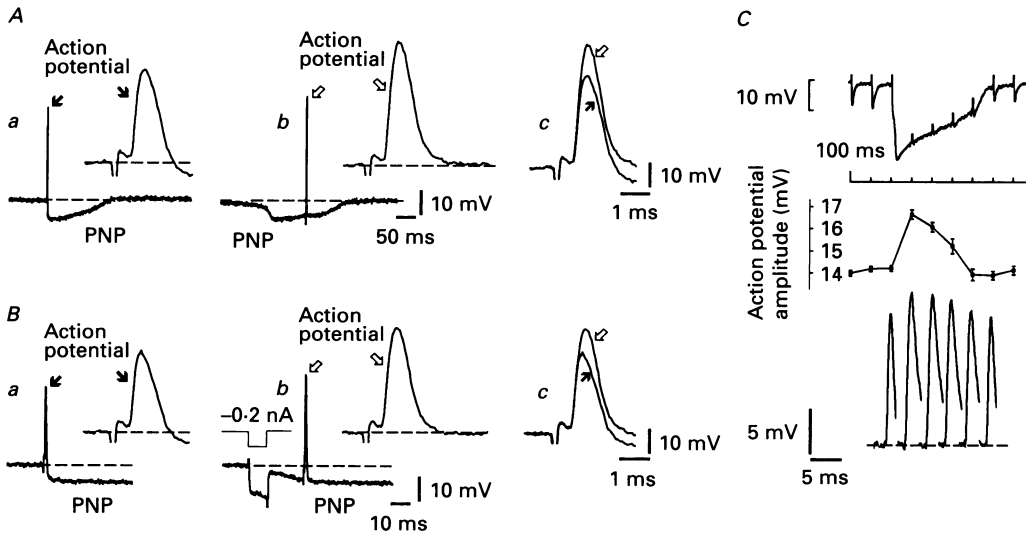 A
Action
potential
a
PNP
b
PNP
10 mV
50 ms
c
10 mV
1 ms
B
Action
potential
a
PNP
Action
potential
b
−0·2 nA
PNP
10 mV
10 ms
c
10 mV
1 ms
C
10 mV
100 ms
Action potential
amplitude (mV)
17
16
15
14
5 mV
5 ms